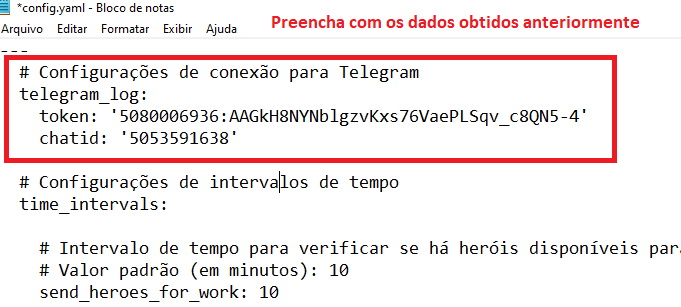 *config.yaml - Bloco de notas
Arquivo Editar Formatar Exibir Ajuda
Preencha com os dados obtidos anteriormente
---
# Configurações de conexão para Telegram
telegram_log:
token: '5080006936:AAGkH8NYNblgzvKxs76VaePLSqv_c8QN5-4'
chatid: '5053591638'
# Configurações de intervalos de tempo
time_intervals:
# Intervalo de tempo para verificar se há heróis disponíveis par
# Valor padrão (em minutos): 10
send_heroes_for_work: 10